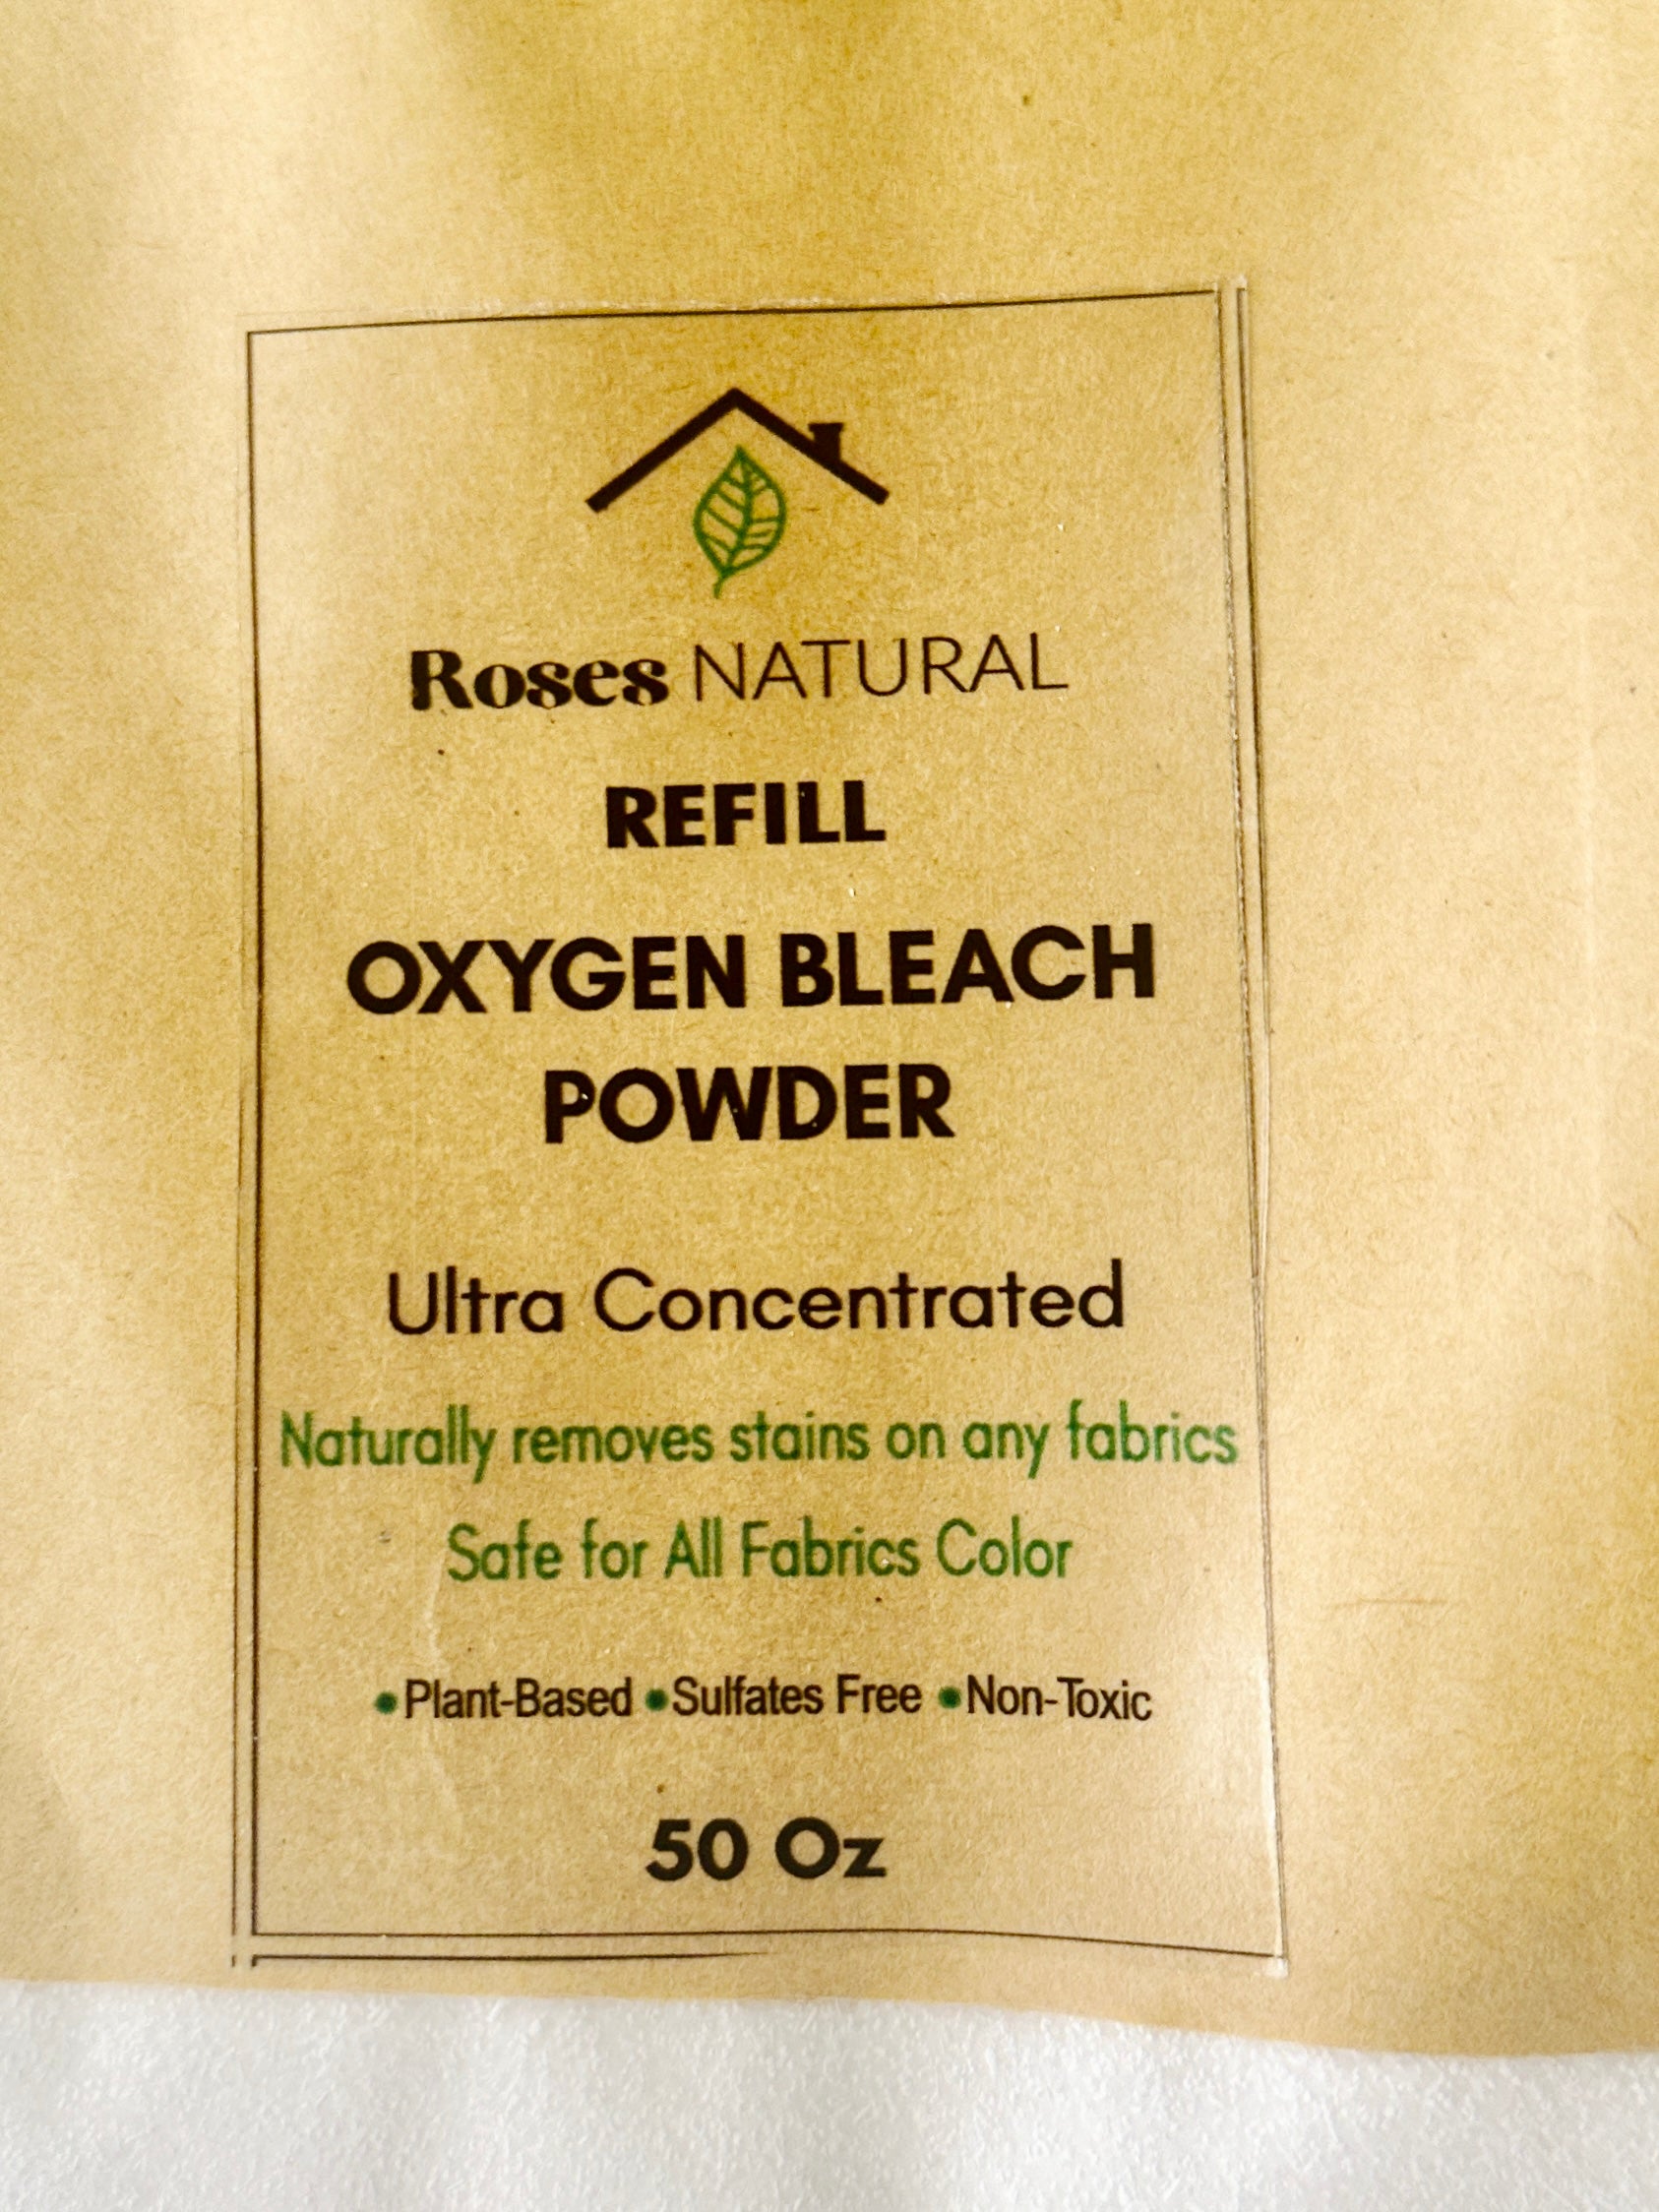 Roses NATURAL
REFILL
OXYGEN BLEACH
POWDER
Ultra Concentrated
Naturally removes stains on any fabrics
Safe for All Fabrics Color
•Plant-Based •Sulfates Free •Non-Toxic
50 Oz